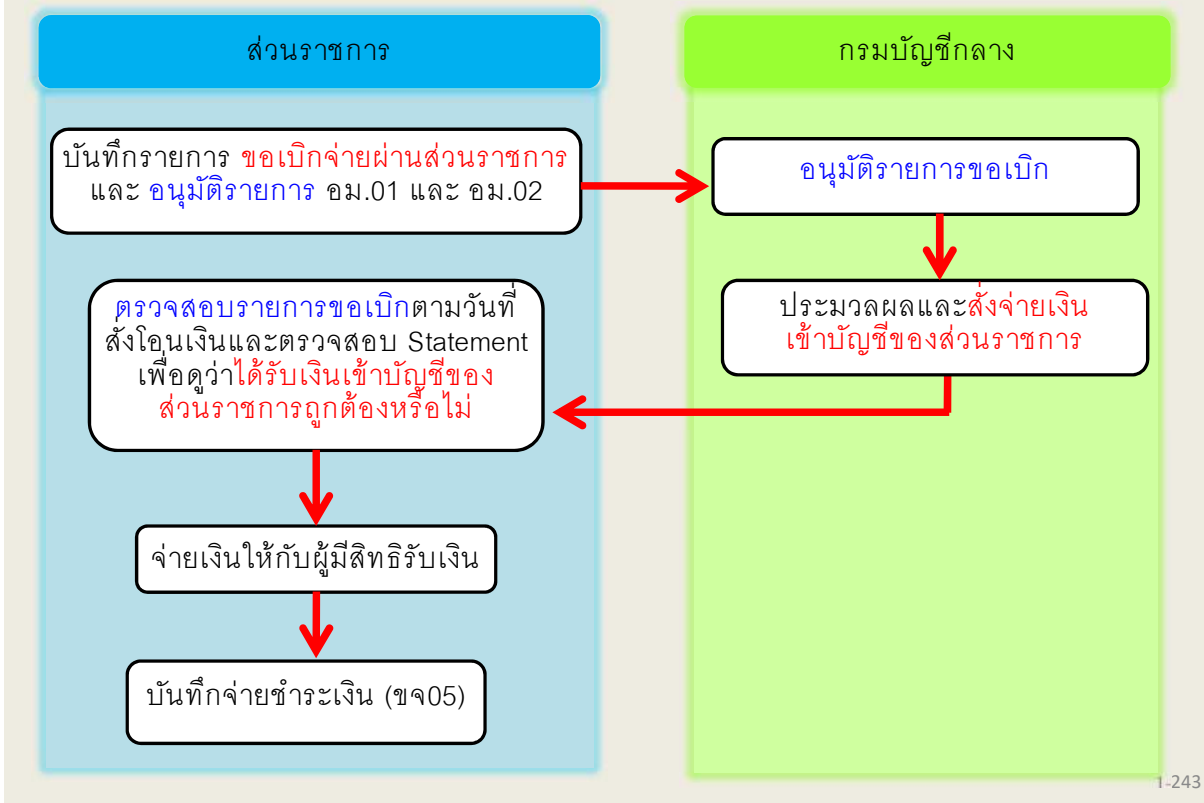 ส่วนราชการ
กรมบัญชีกลาง
บันทึกรายการ ขอเบิกจ่ายผ่านส่วนราชการ
และ อนุมัติรายการ อม.01 และ อม.02
อนุมัติรายการขอเบิก
ประมวลผลและสั่งจ่ายเงิน
เข้าบัญชีของส่วนราชการ
ตรวจสอบรายการขอเบิกตามวันที่
สั่งโอนเงินและตรวจสอบ Statement
เพื่อดูว่าได้รับเงินเข้าบัญชีของ
ส่วนราชการถูกต้องหรือไม่
จ่ายเงินให้กับผู้มีสิทธิรับเงิน
บันทึกจ่ายชำระเงิน (ขจ05)
1-243